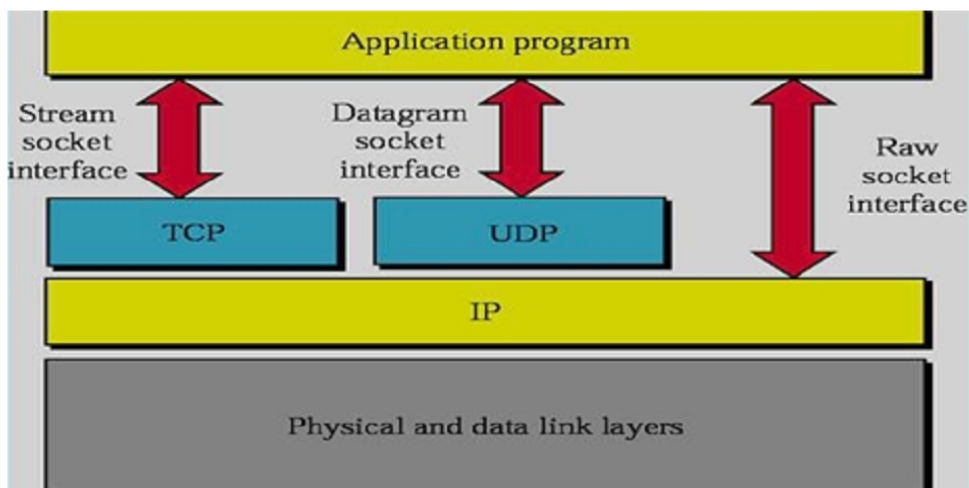 Application program
Stream
socket
interface
Datagram
socket
interface
Raw
socket
interface
TCP
UDP
IP
Physical and data link layers